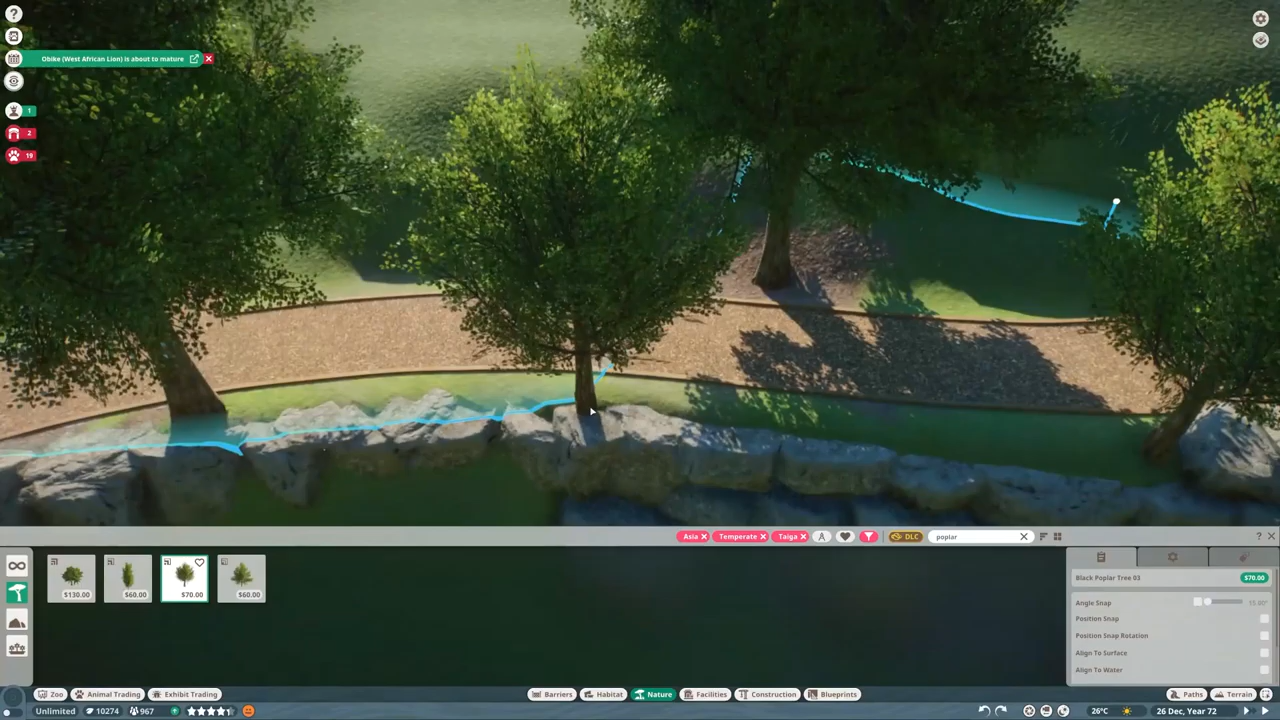 ?
Obike (West African Lion) is about to mature
1
2
19
Asia Temperate Taiga DLC poplar ?
$130.00 $60.00 $70.00 $60.00
Black Poplar Tree 03 $70.00
Angle Snap 15.00°
Position Snap
Position Snap Rotation
Align To Surface
Align To Water
Zoo Animal Trading Exhibit Trading Barriers Habitat Nature Facilities Construction Blueprints Paths Terrain
Unlimited 10274 967 26°C 26 Dec, Year 72